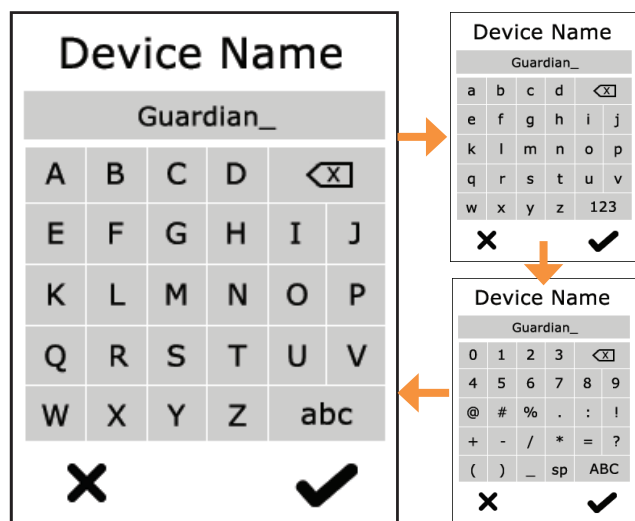 Device Name
Guardian_
A B C D X
E F G H I J
K L M N O P
Q R S T U V
W X Y Z abc
Device Name
Guardian_
a b c d X
e f g h i j
k l m n o p
q r s t u v
w x y z 123
Device Name
Guardian_
0 1 2 3 X
4 5 6 7 8 9
@ # % . : !
+ - / * = ?
( ) _ sp ABC